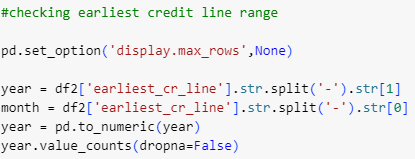 #checking earliest credit line range
pd.set_option('display.max_rows',None)
year = df2['earliest_cr_line'].str.split('-').str[1]
month = df2['earliest_cr_line'].str.split('-').str[0]
year = pd.to_numeric(year)
year.value_counts(dropna=False)